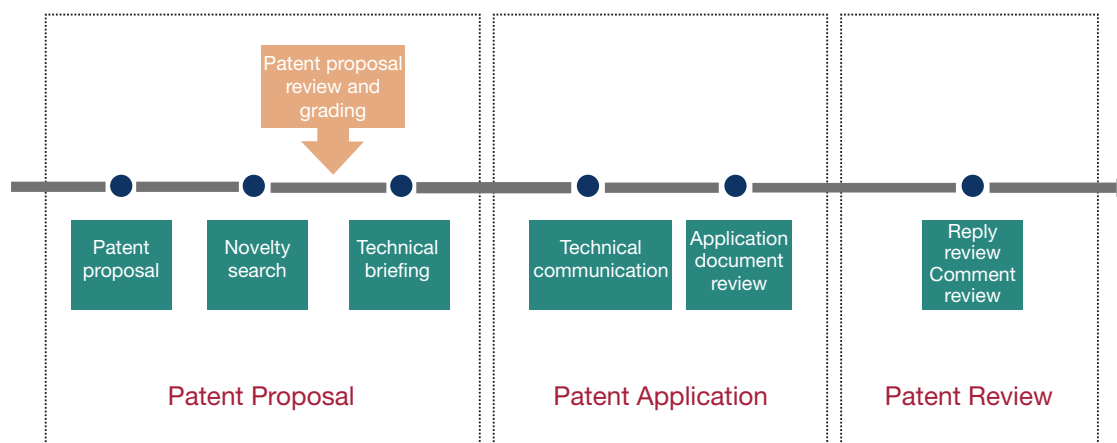 Patent proposal
review and
grading
Patent
proposal
Novelty
search
Technical
briefing
Technical
communication
Application
document
review
Reply
review
Comment
review
Patent Proposal
Patent Application
Patent Review